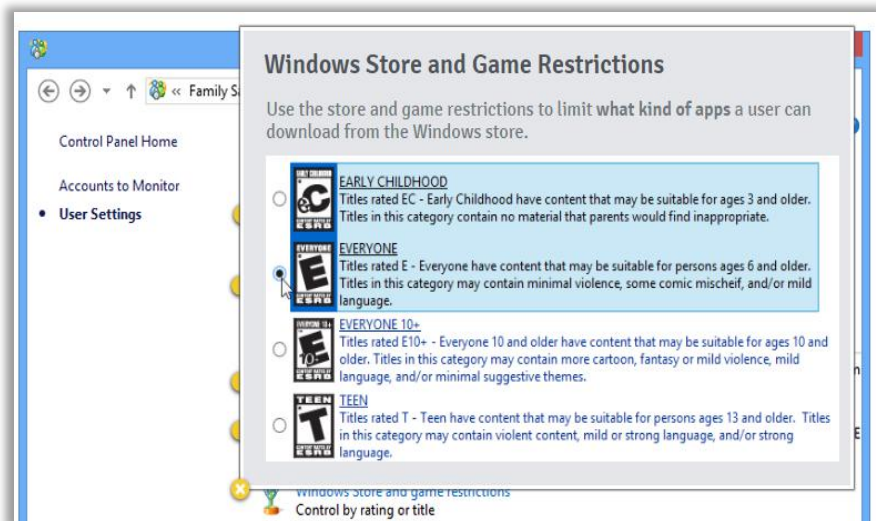 Windows Store and Game Restrictions
Use the store and game restrictions to limit what kind of apps a user can
download from the Windows store.
« Family Sa
Control Panel Home
Accounts to Monitor
User Settings
EARLY CHILDHOOD
Titles rated EC - Early Childhood have content that may be suitable for ages 3 and older.
Titles in this category contain no material that parents would find inappropriate.
EVERYONE
E
EVERYONE
Titles rated E - Everyone have content that may be suitable for persons ages 6 and older.
Titles in this category may contain minimal violence, some comic mischeif, and/or mild
language.
ESRB
E
10+
EVERYONE 10+
Titles rated E10+ - Everyone 10 and older have content that may be suitable for ages 10 and
older. Titles in this category may contain more cartoon, fantasy or mild violence, mild
language, and/or minimal suggestive themes.
ESRB
TEEN
T
TEEN
Titles rated T - Teen have content that may be suitable for persons ages 13 and older. Titles
in this category may contain violent content, mild or strong language, and/or strong
language.
ESRB
Windows Store and game restrictions
Control by rating or title